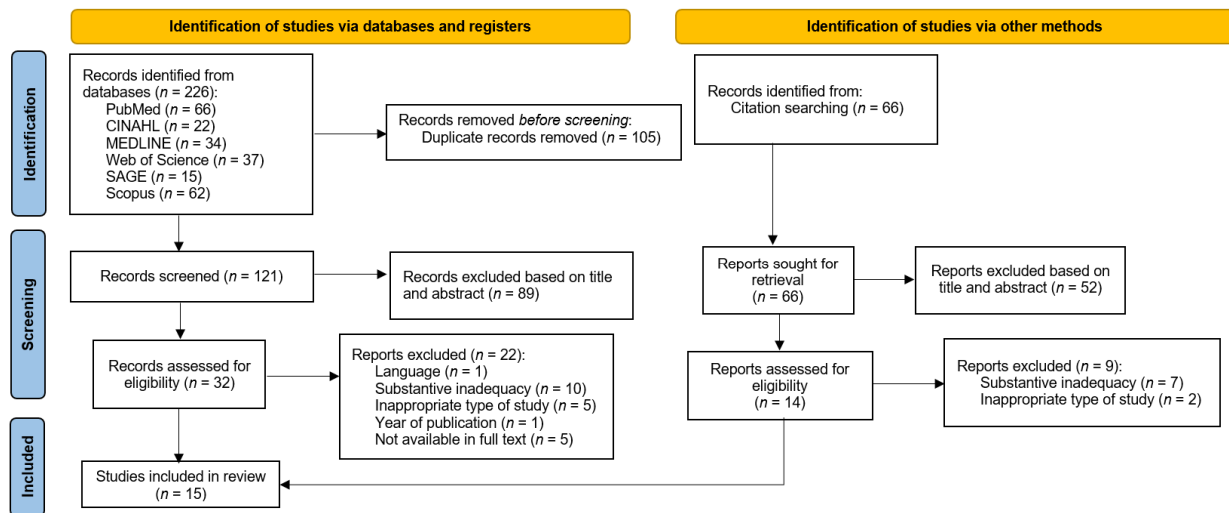 Identification of studies via databases and registers
Identification of studies via other methods
Identification
Records identified from
databases (n = 226):
PubMed (n = 66)
CINAHL (n = 22)
MEDLINE (n = 34)
Web of Science (n = 37)
SAGE (n = 15)
Scopus (n = 62)
Records removed before screening:
Duplicate records removed (n = 105)
Records identified from:
Citation searching (n = 66)
Screening
Records screened (n = 121)
Records excluded based on title
and abstract (n = 89)
Reports sought for
retrieval
(n = 66)
Reports excluded based on
title and abstract (n = 52)
Records assessed for
eligibility (n = 32)
Reports excluded (n = 22):
Language (n = 1)
Substantive inadequacy (n = 10)
Inappropriate type of study (n = 5)
Year of publication (n = 1)
Not available in full text (n = 5)
Reports assessed for
eligibility
(n = 14)
Reports excluded (n = 9):
Substantive inadequacy (n = 7)
Inappropriate type of study (n = 2)
Included
Studies included in review
(n = 15)